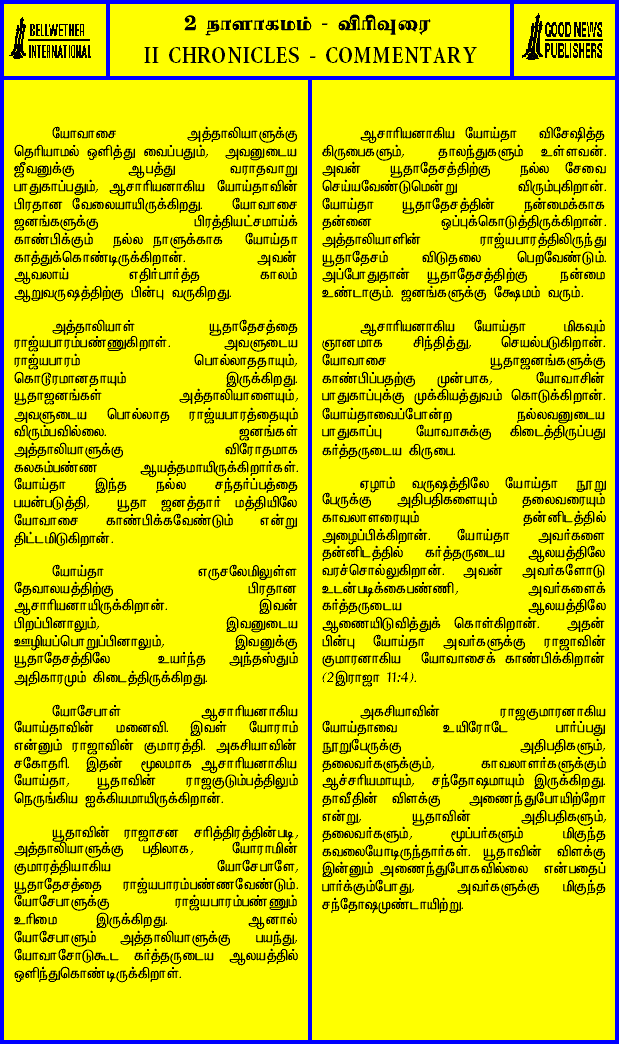 BELLWETHER
INTERNATIONAL
2 நாளாகமம் - விரிவுரை
II CHRONICLES - COMMENTARY
GOOD NEWS
PUBLISHERS
யோவாசை அத்தாலியாளுக்கு
தெரியாமல் ஒளித்து வைப்பதும், அவனுடைய
ஜீவனுக்கு ஆபத்து வராதவாறு
பாதுகாப்பதும், ஆசாரியனாகிய யோய்தாவின்
பிரதான வேலையாயிருக்கிறது. யோவாசை
ஜனங்களுக்கு பிரத்தியட்சமாய்க்
காண்பிக்கும் நல்ல நாளுக்காக யோய்தா
காத்துக்கொண்டிருக்கிறான். அவன்
ஆவலாய் எதிர்பார்த்த காலம்
ஆறுவருஷத்திற்கு பின்பு வருகிறது.
அத்தாலியாள் யூதாதேசத்தை
ராஜ்யபாரம்பண்ணுகிறாள். அவளுடைய
ராஜ்யபாரம் பொல்லாததாயும்,
கொடூரமானதாயும் இருக்கிறது.
யூதாஜனங்கள் அத்தாலியாளையும்,
அவளுடைய பொல்லாத ராஜ்யபாரத்தையும்
விரும்பவில்லை. ஜனங்கள்
அத்தாலியாளுக்கு விரோதமாக
கலகம்பண்ண ஆயத்தமாயிருக்கிறார்கள்.
யோய்தா இந்த நல்ல சந்தர்ப்பத்தை
பயன்படுத்தி, யூதா ஜனத்தார் மத்தியிலே
யோவாசை காண்பிக்கவேண்டும் என்று
திட்டமிடுகிறான்.
யோய்தா எருசலேமிலுள்ள
தேவாலயத்திற்கு பிரதான
ஆசாரியனாயிருக்கிறான். இவன்
பிறப்பினாலும், இவனுடைய
ஊழியப்பொறுப்பினாலும், இவனுக்கு
யூதாதேசத்திலே உயர்ந்த அந்தஸ்தும்
அதிகாரமும் கிடைத்திருக்கிறது.
யோசேபாள் ஆசாரியனாகிய
யோய்தாவின் மனைவி. இவள் யோராம்
என்னும் ராஜாவின் குமாரத்தி. அகசியாவின்
சகோதரி. இதன் மூலமாக ஆசாரியனாகிய
யோய்தா, யூதாவின் ராஜகுடும்பத்திலும்
நெருங்கிய ஐக்கியமாயிருக்கிறான்.
யூதாவின் ராஜாசன சரித்திரத்தின்படி,
அத்தாலியாளுக்கு பதிலாக, யோராமின்
குமாரத்தியாகிய யோசேபாளே,
யூதாதேசத்தை ராஜ்யபாரம்பண்ணவேண்டும்.
யோசேபாளுக்கு ராஜ்யபாரம்பண்ணும்
உரிமை இருக்கிறது. ஆனால்
யோசேபாளும் அத்தாலியாளுக்கு பயந்து,
யோவாசோடுகூட கர்த்தருடைய ஆலயத்தில்
ஒளிந்துகொண்டிருக்கிறாள்.
ஆசாரியனாகிய யோய்தா விசேஷித்த
கிருபைகளும், தாலந்துகளும் உள்ளவன்.
அவன் யூதாதேசத்திற்கு நல்ல சேவை
செய்யவேண்டுமென்று விரும்புகிறான்.
யோய்தா யூதாதேசத்தின் நன்மைக்காக
தன்னை ஒப்புக்கொடுத்திருக்கிறான்.
அத்தாலியாளின் ராஜ்யபாரத்திலிருந்து
யூதாதேசம் விடுதலை பெறவேண்டும்.
அப்போதுதான் யூதாதேசத்திற்கு நன்மை
உண்டாகும். ஜனங்களுக்கு க்ஷேமம் வரும்.
ஆசாரியனாகிய யோய்தா மிகவும்
ஞானமாக சிந்தித்து, செயல்படுகிறான்.
யோவாசை யூதாஜனங்களுக்கு
காண்பிப்பதற்கு முன்பாக, யோவாசின்
பாதுகாப்புக்கு முக்கியத்துவம் கொடுக்கிறான்.
யோய்தாவைப்போன்ற நல்லவனுடைய
பாதுகாப்பு யோவாசுக்கு கிடைத்திருப்பது
கர்த்தருடைய கிருபை.
ஏழாம் வருஷத்திலே யோய்தா நூறு
பேருக்கு அதிபதிகளையும் தலைவரையும்
காவலாளரையும் தன்னிடத்தில்
அழைப்பிக்கிறான். யோய்தா அவர்களை
தன்னிடத்தில் கர்த்தருடைய ஆலயத்திலே
வரச்சொல்லுகிறான். அவன் அவர்களோடு
உடன்படிக்கைபண்ணி, அவர்களைக்
கர்த்தருடைய ஆலயத்திலே
ஆணையிடுவித்துக் கொள்கிறான். அதன்
பின்பு யோய்தா அவர்களுக்கு ராஜாவின்
குமாரனாகிய யோவாசைக் காண்பிக்கிறான்
(2இராஜா 11:4).
அகசியாவின் ராஜகுமாரனாகிய
யோய்தாவை உயிரோடே பார்ப்பது
நூறுபேருக்கு அதிபதிகளும்,
தலைவர்களுக்கும், காவலாளர்களுக்கும்
ஆச்சரியமாயும், சந்தோஷமாயும் இருக்கிறது.
தாவீதின் விளக்கு அணைந்துபோயிற்றோ
என்று, யூதாவின் அதிபதிகளும்,
தலைவர்களும், மூப்பர்களும் மிகுந்த
கவலையோடிருந்தார்கள். யூதாவின் விளக்கு
இன்னும் அணைந்துபோகவில்லை என்பதைப்
பார்க்கும்போது, அவர்களுக்கு மிகுந்த
சந்தோஷமுண்டாயிற்று.